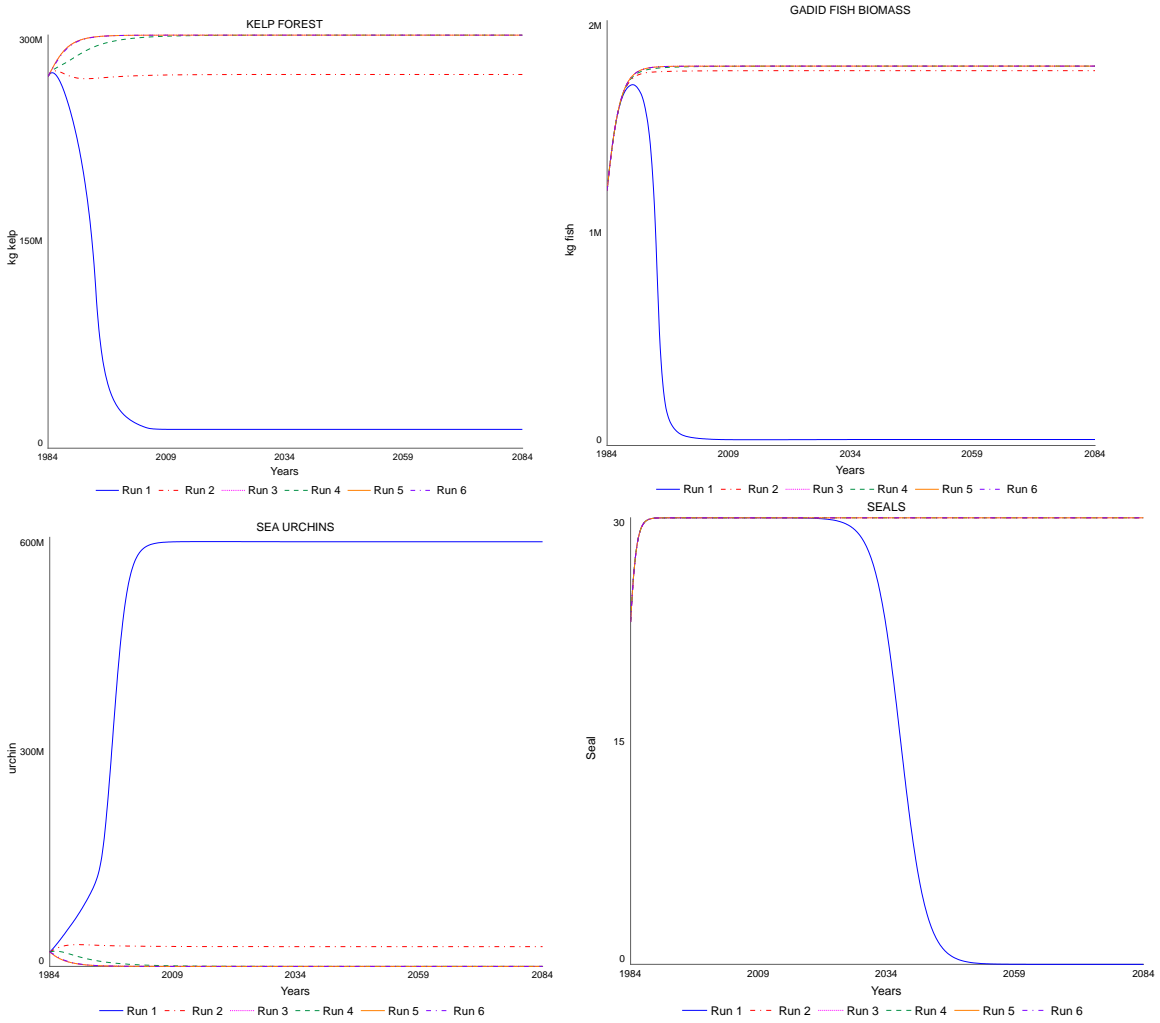 KELP FOREST
300M
150M
0
kg kelp
1984 2009 2034 2059 2084
Years
Run 1 Run 2 Run 3 Run 4 Run 5 Run 6
GADID FISH BIOMASS
2M
1M
0
kg fish
1984 2009 2034 2059 2084
Years
Run 1 Run 2 Run 3 Run 4 Run 5 Run 6
SEA URCHINS
600M
300M
0
urchin
1984 2009 2034 2059 2084
Years
Run 1 Run 2 Run 3 Run 4 Run 5 Run 6
SEALS
30
15
0
Seal
1984 2009 2034 2059 2084
Years
Run 1 Run 2 Run 3 Run 4 Run 5 Run 6